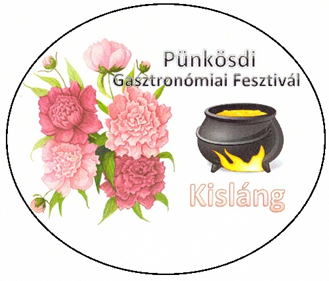 Pünkösdi
Gasztronómiai Fesztivál
Kisláng